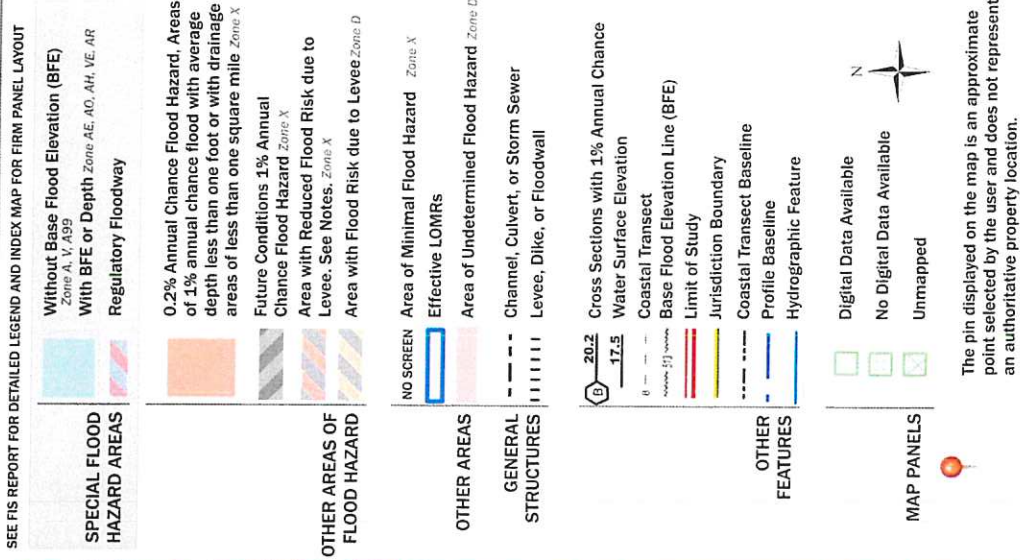 SEE FIS REPORT FOR DETAILED LEGEND AND INDEX MAP FOR FIRM PANEL LAYOUT
SPECIAL FLOOD
HAZARD AREAS
Without Base Flood Elevation (BFE)
Zone A, V, A99
With BFE or Depth Zone AE, AO, AH, VE, AR
Regulatory Floodway
OTHER AREAS OF
FLOOD HAZARD
0.2% Annual Chance Flood Hazard, Areas
of 1% annual chance flood with average
depth less than one foot or with drainage
areas of less than one square mile Zone X
Future Conditions 1% Annual
Chance Flood Hazard Zone X
Area with Reduced Flood Risk due to
Levee. See Notes. Zone X
Area with Flood Risk due to Levee Zone D
OTHER AREAS
NO SCREEN Area of Minimal Flood Hazard Zone X
Effective LOMRs
Area of Undetermined Flood Hazard Zone D
GENERAL
STRUCTURES
Channel, Culvert, or Storm Sewer
Levee, Dike, or Floodwall
OTHER
FEATURES
B 20.2 Cross Sections with 1% Annual Chance
17.5 Water Surface Elevation
8 Coastal Transect
513 Base Flood Elevation Line (BFE)
Limit of Study
Jurisdiction Boundary
Coastal Transect Baseline
Profile Baseline
Hydrographic Feature
MAP PANELS
Digital Data Available
No Digital Data Available
Unmapped
N
The pin displayed on the map is an approximate
point selected by the user and does not represent
an authoritative property location.